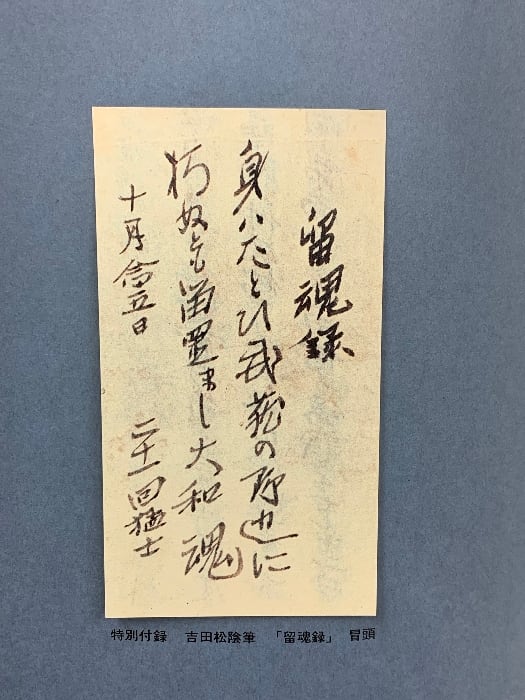 留魂録
身ハたとひ武蔵の野辺に
朽ぬとも留置まし大和魂
十月念五日
二十一回猛士
特別付録 吉田松陰筆 「留魂録」 冒頭